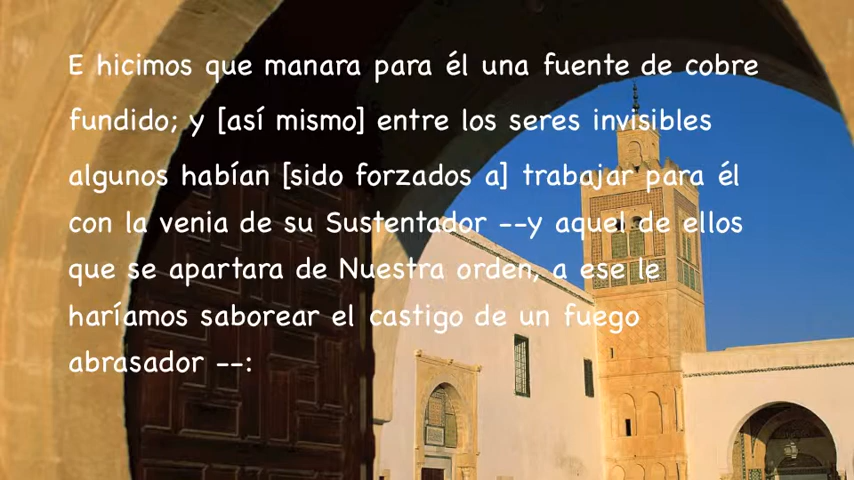 E hicimos que manara para él una fuente de cobre
fundido; y [así mismo] entre los seres invisibles
algunos habían [sido forzados a] trabajar para él
con la venia de su Sustentador --y aquel de ellos
que se apartara de Nuestra orden, a ese le
haríamos saborear el castigo de un fuego
abrasador --: